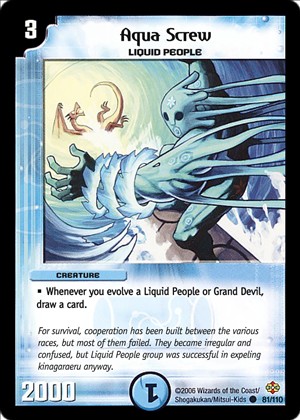 3
Aqua Screw
LIQUID PEOPLE
CREATURE
▪ Whenever you evolve a Liquid People or Grand Devil,
draw a card.
For survival, cooperation has been built between the various
races, but most of them failed. They became irregular and
confused, but Liquid People group was successful in expeling
kinagararu anyway.
2000
1
©2006 Wizards of the Coast/
Shogakukan/Mitsui-Kids
81/110